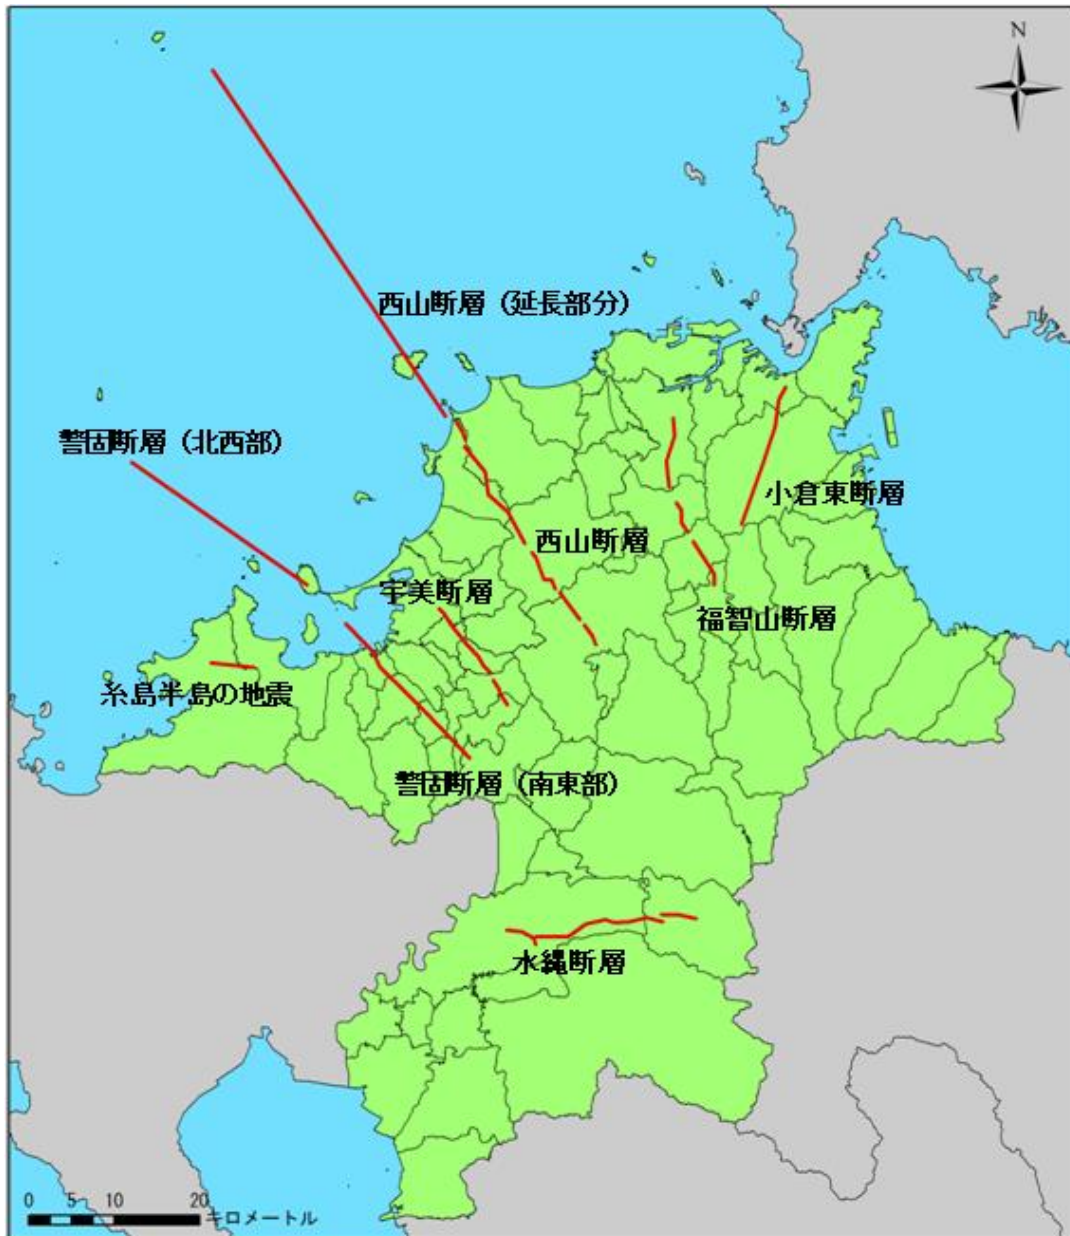 N
西山断層（延長部分）
警固断層（北西部）
小倉東断層
西山断層
宇美断層
福智山断層
糸島半島の地震
警固断層（南東部）
水縄断層
0 5 10 20
キロメートル